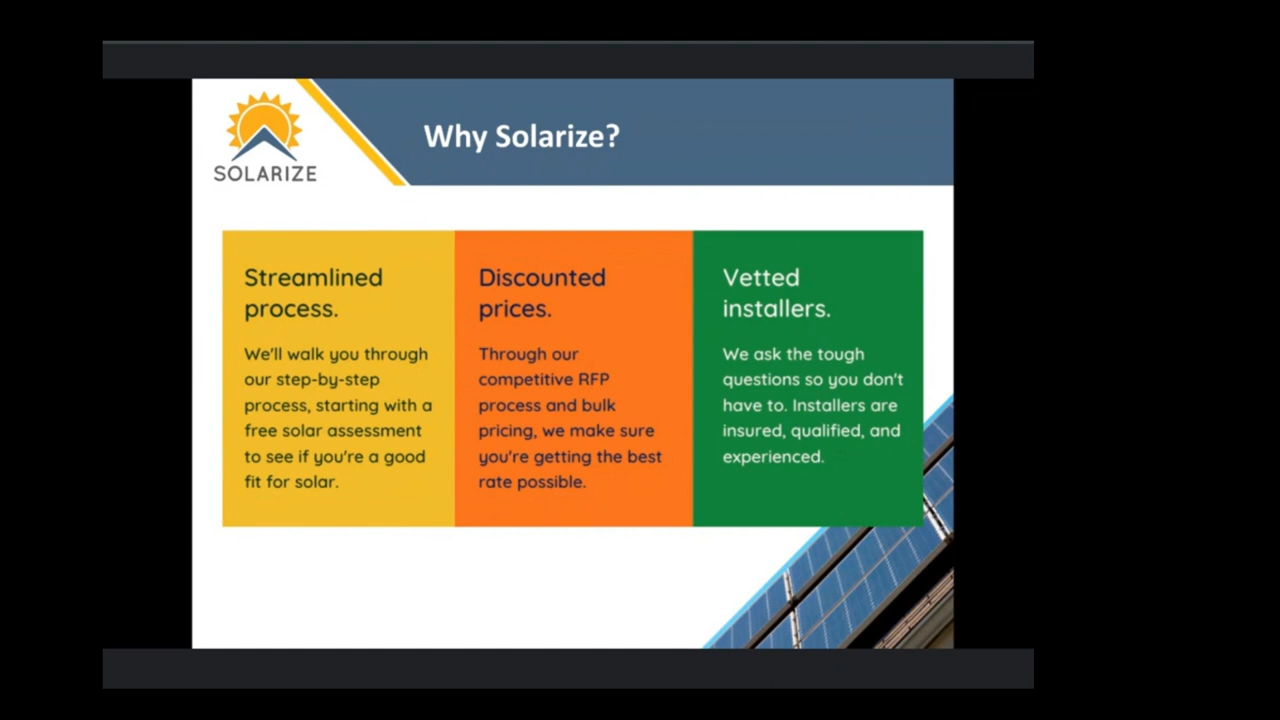 SOLARIZE
Why Solarize?
Streamlined
process.
We'll walk you through
our step-by-step
process, starting with a
free solar assessment
to see if you're a good
fit for solar.
Discounted
prices.
Through our
competitive RFP
process and bulk
pricing, we make sure
you're getting the best
rate possible.
Vetted
installers.
We ask the tough
questions so you don't
have to. Installers are
insured, qualified, and
experienced.